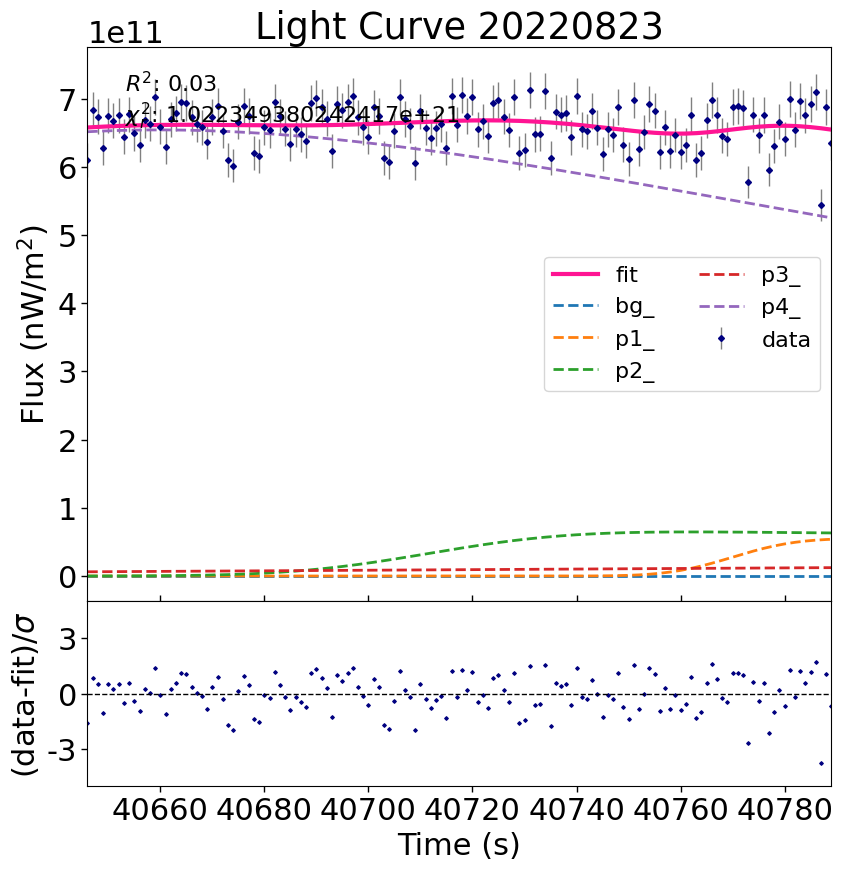 Light Curve 20220823
1e11
R²: 0.03
χᵣ²: 1.022349380242417e+21
7
6
5
4
3
2
1
0
Flux (nW/m²)
fit
bg_
p1_
p2_
p3_
p4_
data
3
0
-3
(data-fit)/σ
40660 40680 40700 40720 40740 40760 40780
Time (s)